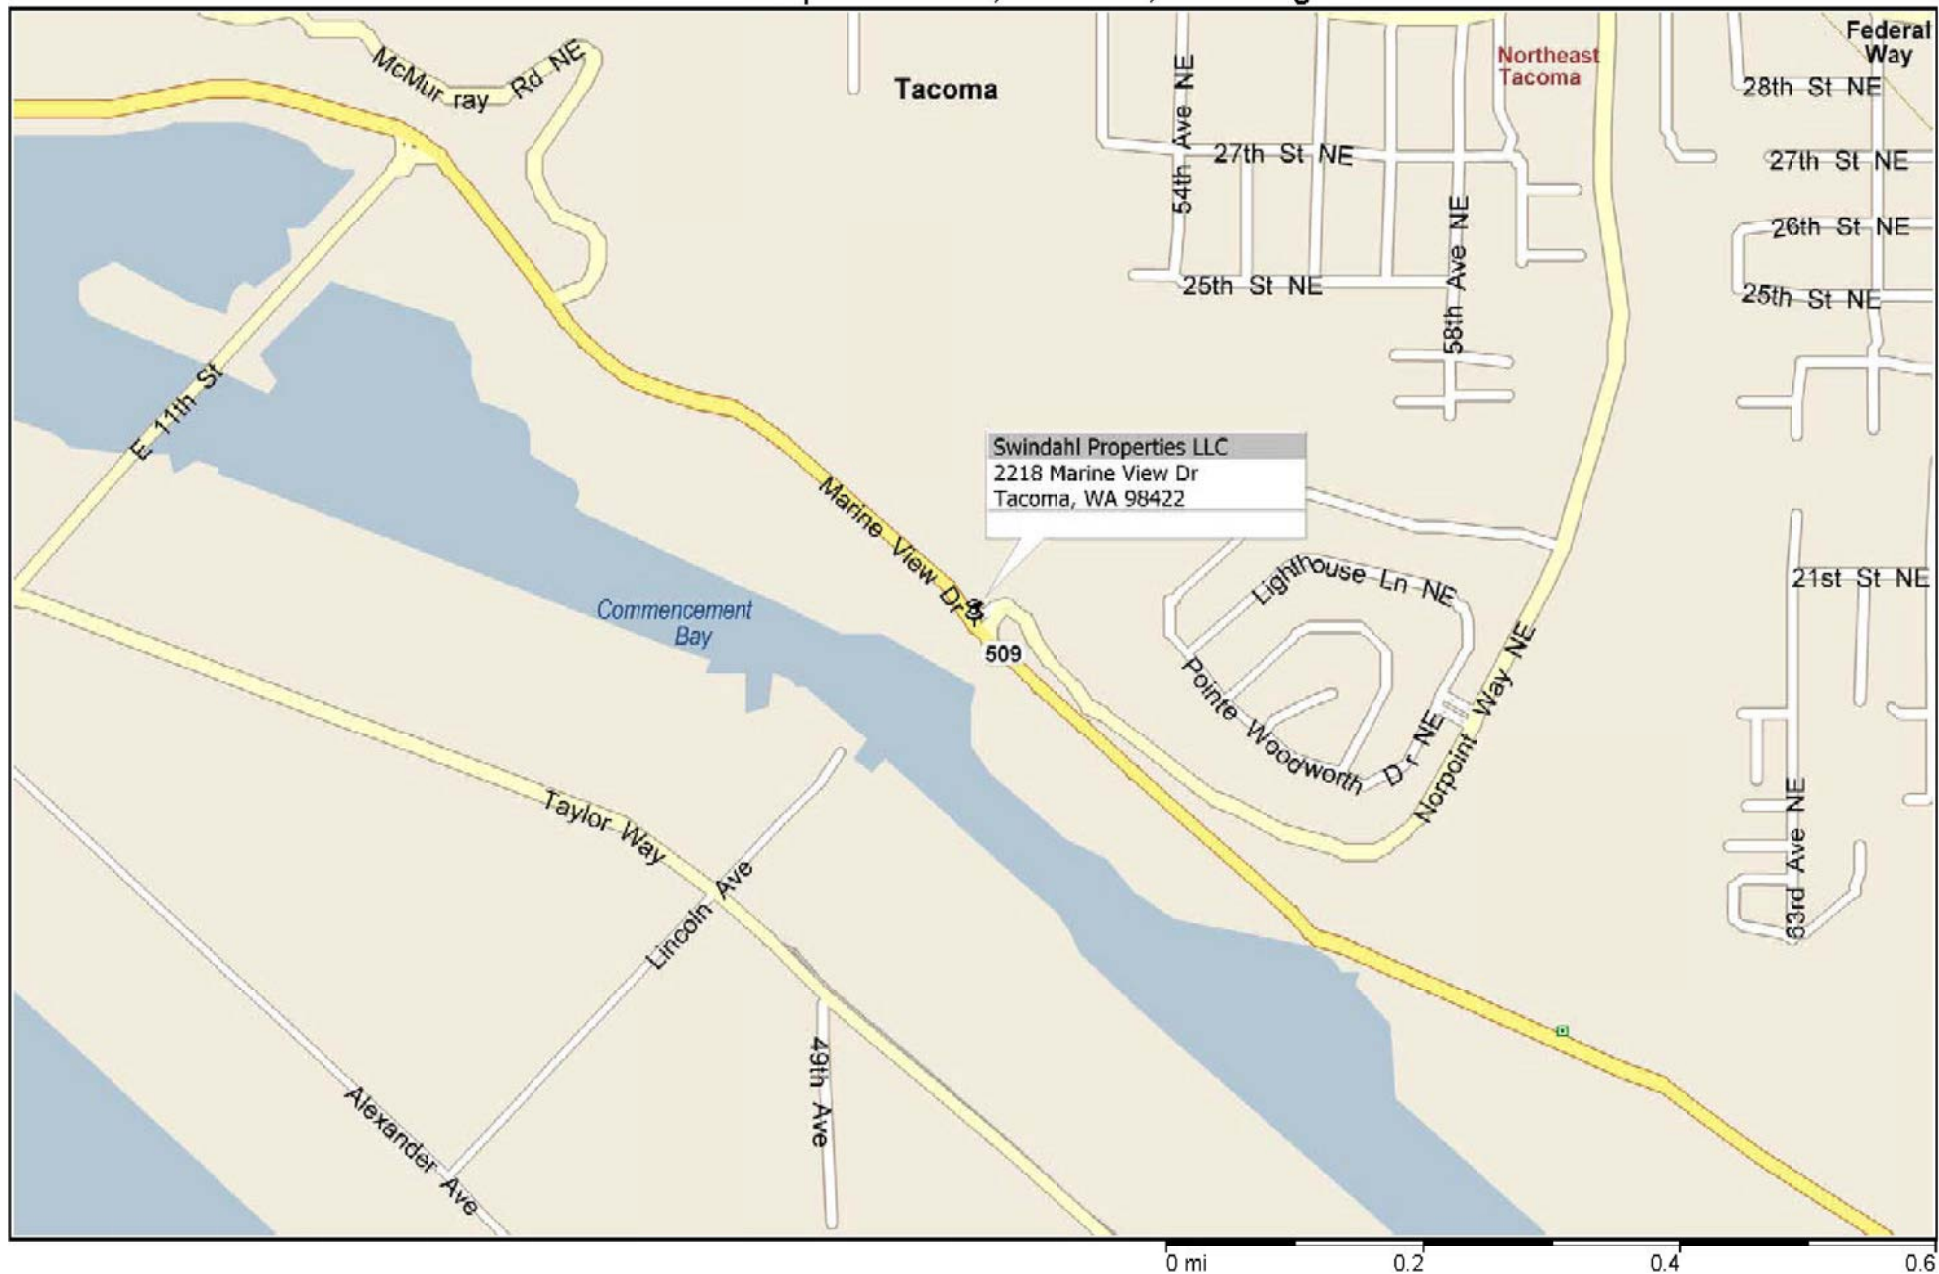 McMurray Rd NE
Tacoma
54th Ave NE
Northeast
Tacoma
Federal
Way
28th St NE
27th St NE
27th St NE
26th St NE
25th St NE
25th St NE
58th Ave NE
E 11th St
Swindahl Properties LLC
2218 Marine View Dr
Tacoma, WA 98422
Marine View Dr
509
Commencement
Bay
Lighthouse Ln NE
Pointe Woodworth Dr NE
Norpoint Way NE
21st St NE
63rd Ave NE
Taylor Way
Lincoln Ave
49th Ave
Alexander Ave
0 mi 0.2 0.4 0.6